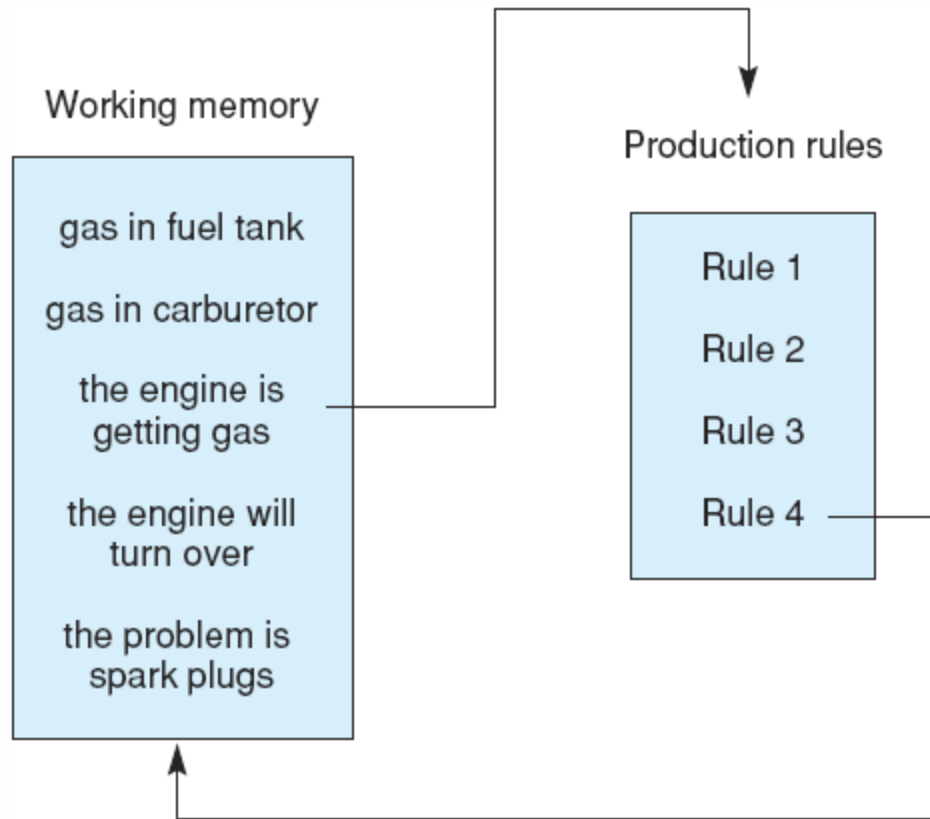 Working memory
gas in fuel tank
gas in carburetor
the engine is
getting gas
the engine will
turn over
the problem is
spark plugs
Production rules
Rule 1
Rule 2
Rule 3
Rule 4